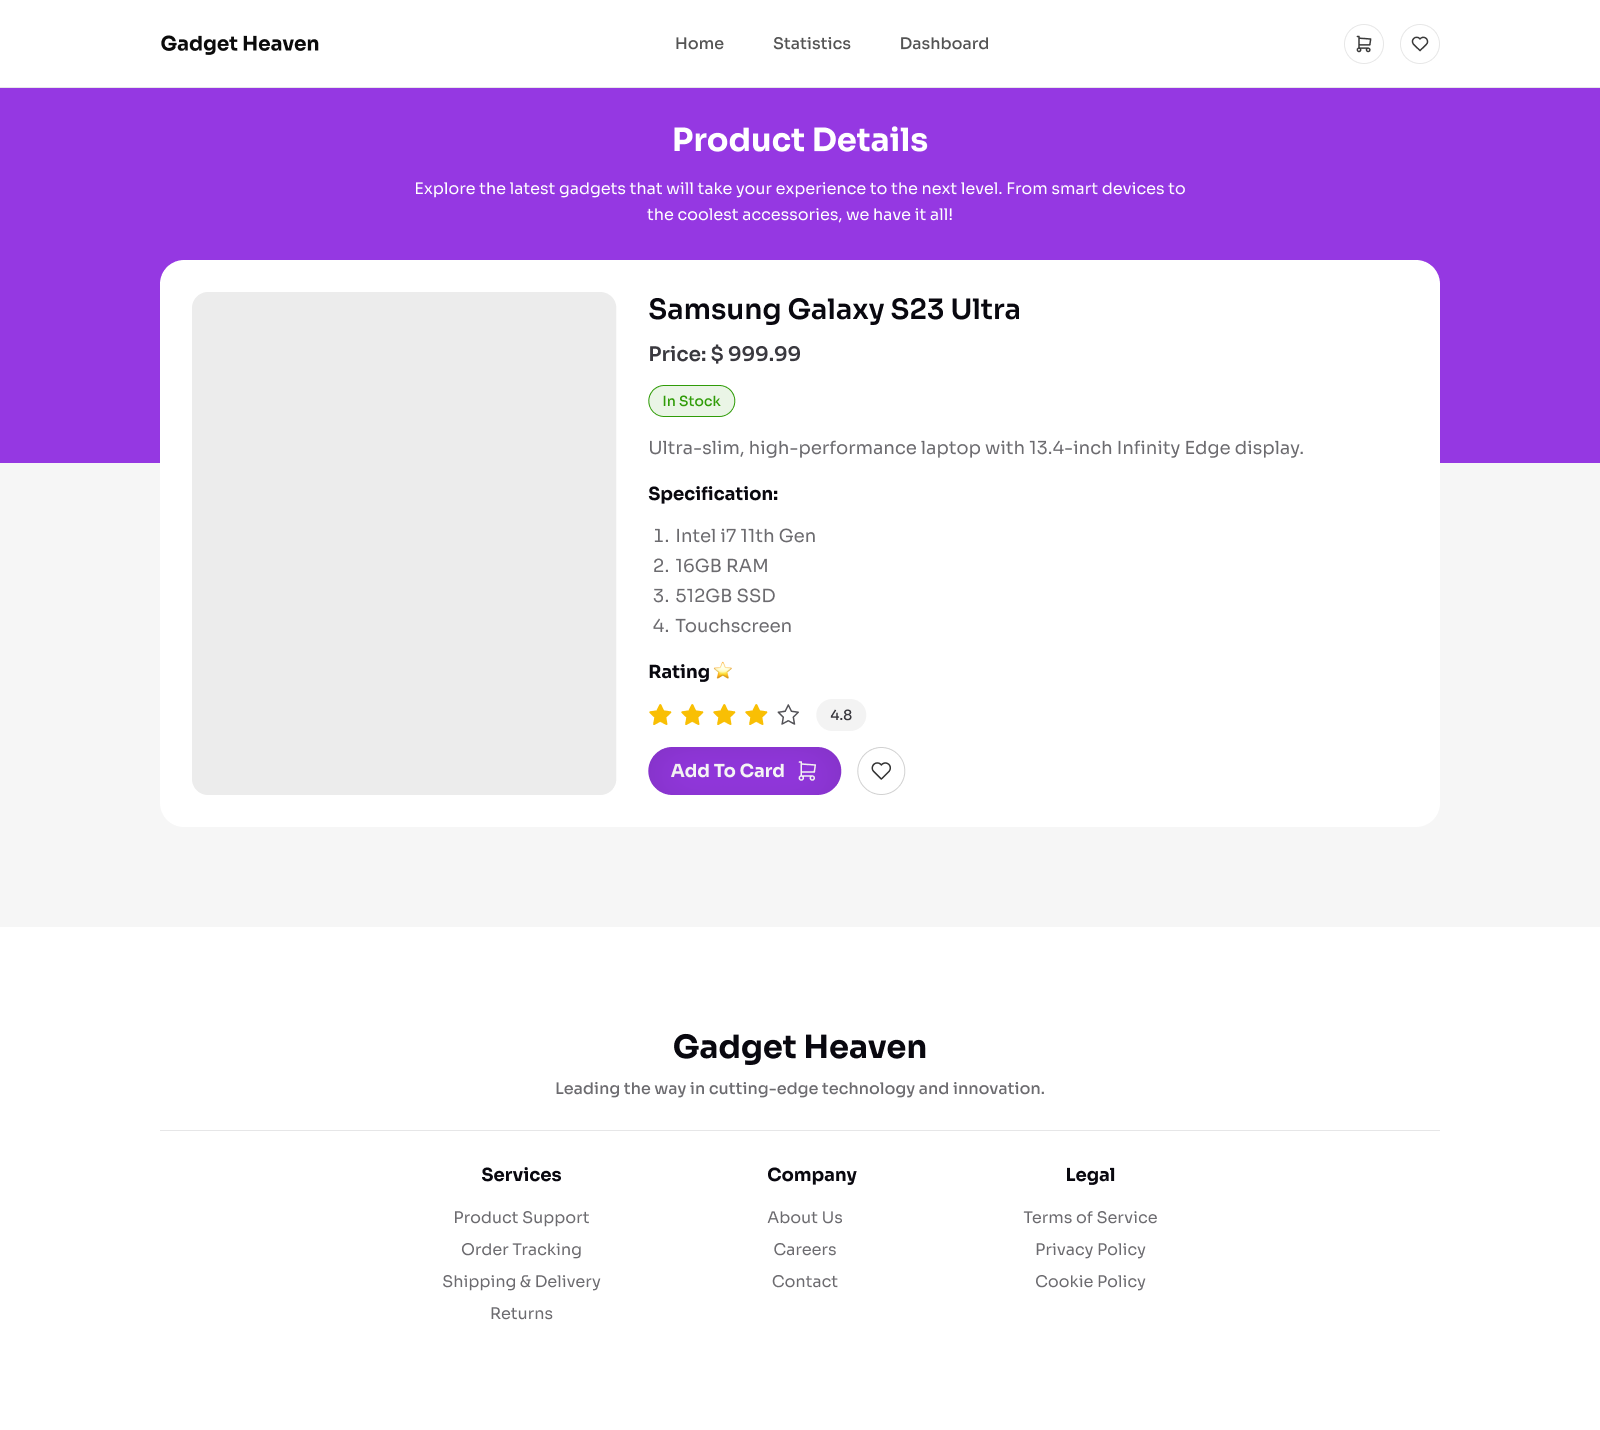 Gadget Heaven
Home Statistics Dashboard
Product Details
Explore the latest gadgets that will take your experience to the next level. From smart devices to
the coolest accessories, we have it all!
Samsung Galaxy S23 Ultra
Price: $ 999.99
In Stock
Ultra-slim, high-performance laptop with 13.4-inch Infinity Edge display.
Specification:
1. Intel i7 11th Gen
2. 16GB RAM
3. 512GB SSD
4. Touchscreen
Rating
4.8
Add To Card
Gadget Heaven
Leading the way in cutting-edge technology and innovation.
Services
Product Support
Order Tracking
Shipping & Delivery
Returns
Company
About Us
Careers
Contact
Legal
Terms of Service
Privacy Policy
Cookie Policy